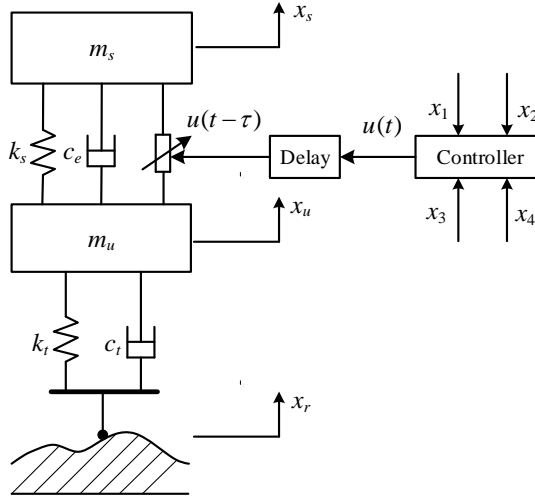 x_s
m_s
u(t−τ)
u(t)
x_1
x_2
k_s
c_e
Delay
Controller
x_u
m_u
x_3
x_4
k_t
c_t
x_r